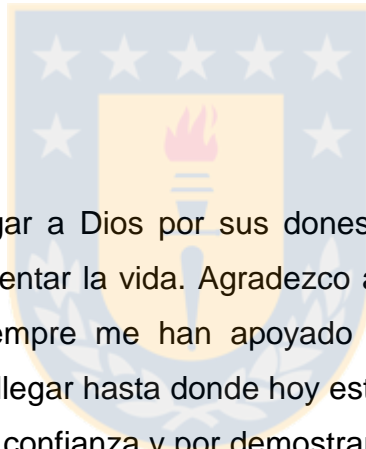 gar a Dios por sus dones
entar la vida. Agradezco a
empre me han apoyado
llegar hasta donde hoy est
confianza y por demostrar